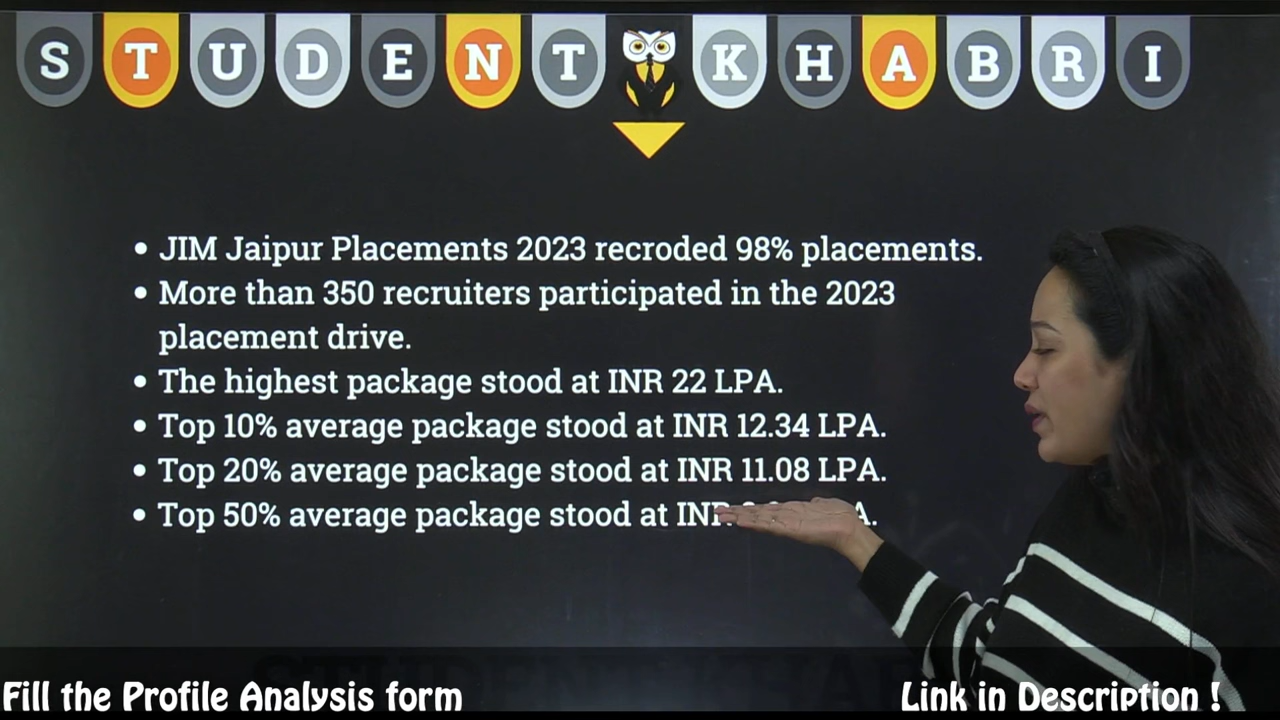 STUDENT KHABRI
• JIM Jaipur Placements 2023 recroded 98% placements.
• More than 350 recruiters participated in the 2023
placement drive.
• The highest package stood at INR 22 LPA.
• Top 10% average package stood at INR 12.34 LPA.
• Top 20% average package stood at INR 11.08 LPA.
• Top 50% average package stood at INR
Fill the Profile Analysis form
Link in Description !